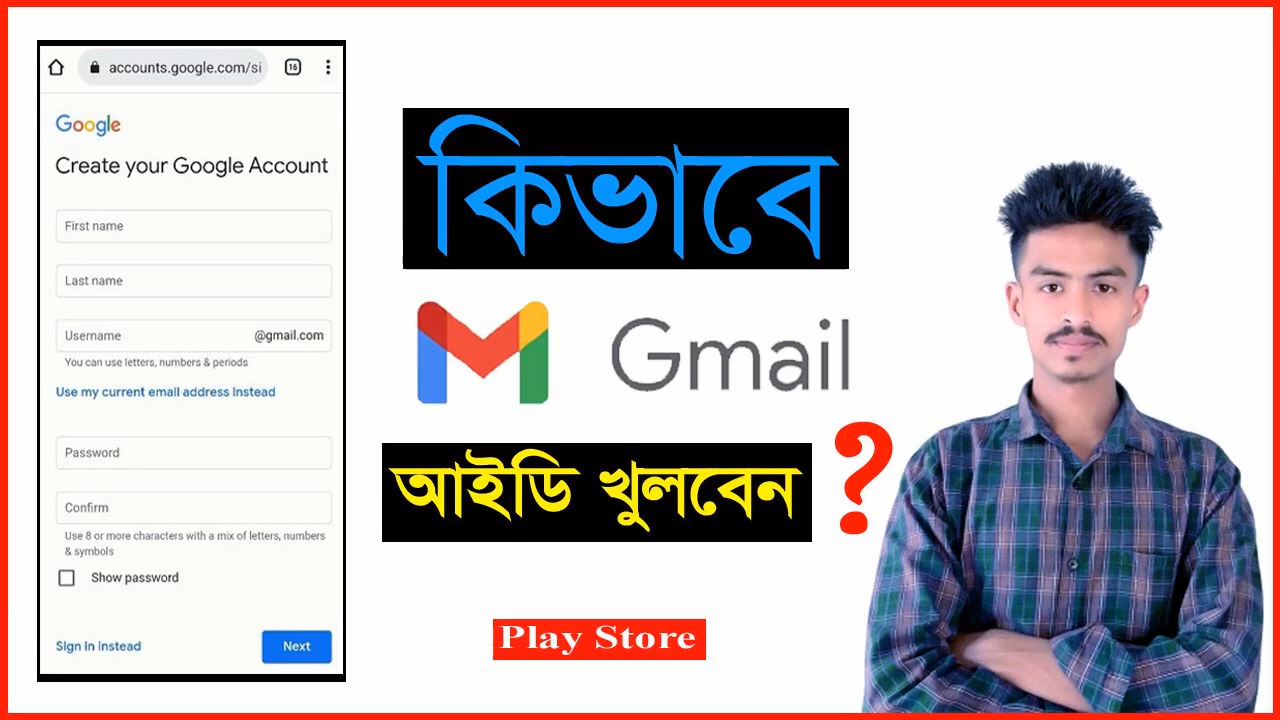 accounts.google.com/si
16
Google
Create your Google Account
First name
Last name
Username @gmail.com
You can use letters, numbers & periods
Use my current email address instead
Password
Confirm
Use 8 or more characters with a mix of letters, numbers
& symbols
Show password
Sign in instead
Next
কিভাবে
Gmail
আইডি খুলবেন ?
Play Store